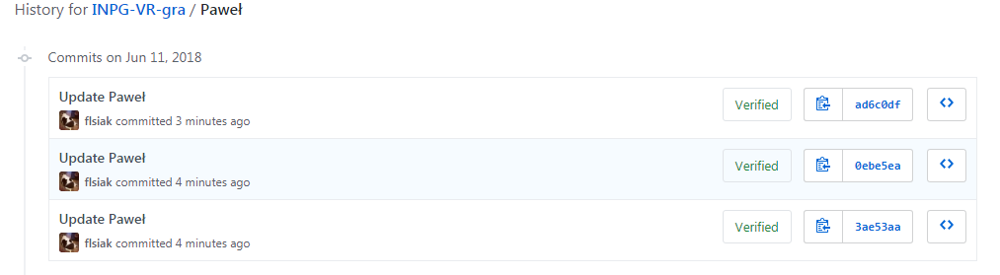 History for INPG-VR-gra / Paweł
Commits on Jun 11, 2018
Update Paweł
flsiak committed 3 minutes ago
Verified
ad6c0df
Update Paweł
flsiak committed 4 minutes ago
Verified
0ebe5ea
Update Paweł
flsiak committed 4 minutes ago
Verified
3ae53aa